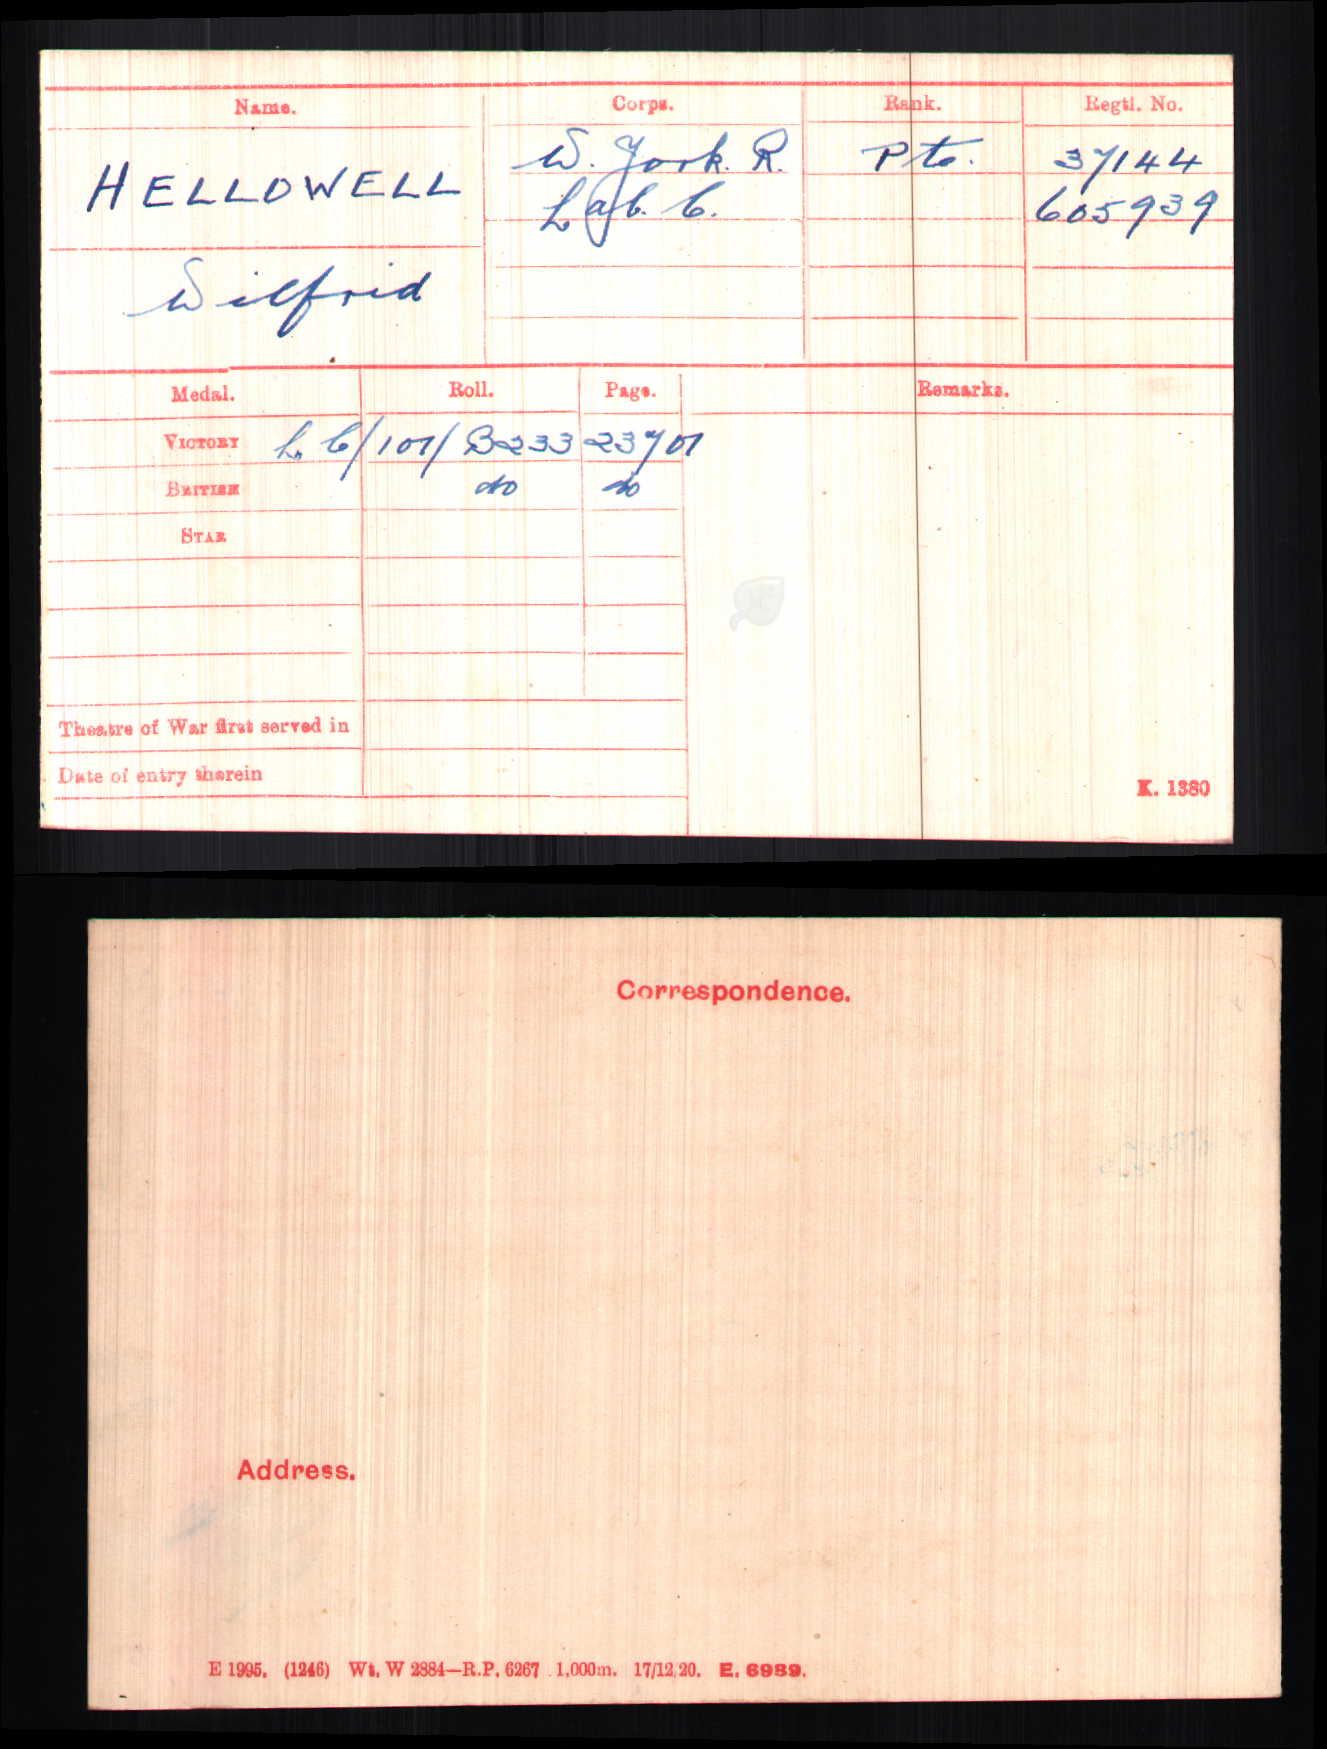 Name. Corps. Rank. Regtl. No.
HELLOWELL W. York. R. Pte. 37144
Lab. C. 605939
Wilfrid
Medal. Roll. Page. Remarks.
VICTORY L. C/101/B233 23701
BRITISH do do
STAR
Theatre of War first served in
Date of entry therein
K. 1380
Correspondence.
Address.
E 1995. (1246) Wt. W 2884—R.P. 6267 1,000m. 17/12/20. E. 6989.